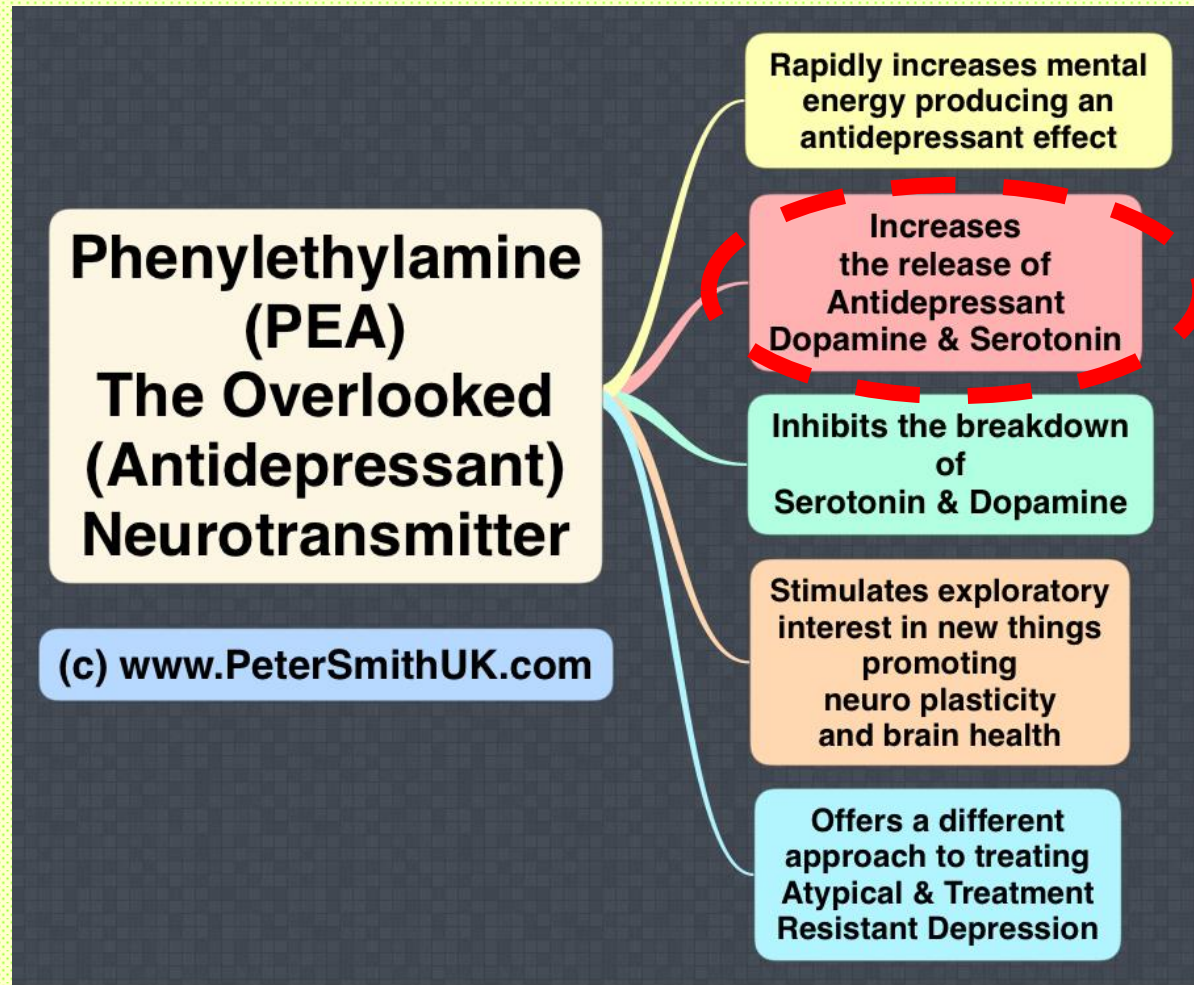 Phenylethylamine
(PEA)
The Overlooked
(Antidepressant)
Neurotransmitter
(c) www.PeterSmithUK.com
Rapidly increases mental
energy producing an
antidepressant effect
Increases
the release of
Antidepressant
Dopamine & Serotonin
Inhibits the breakdown
of
Serotonin & Dopamine
Stimulates exploratory
interest in new things
promoting
neuro plasticity
and brain health
Offers a different
approach to treating
Atypical & Treatment
Resistant Depression